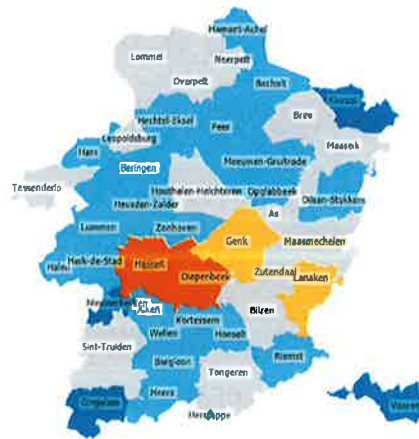 Hamont-Achel
Lommel
Neerpelt
Overpelt
Bocholt
Kinrooi
Hechtel-Eksel
Bree
Leopoldsburg
Peer
Maaseik
Ham
Beringen
Meeuwen-Gruitrode
Tessenderlo
Houthalen-Helchteren
Opglabbeek
Dilsen-Stokkem
Heusden-Zolder
As
Lummen
Zonhoven
Genk
Maasmechelen
Halen
Herk-de-Stad
Hasselt
Diepenbeek
Zutendaal
Lanaken
Nieuwerkerken
Alken
Bilzen
Kortessem
Sint-Truiden
Wellen
Hoeselt
Borgloon
Riemst
Tongeren
Gingelom
Heers
Herstappe
Voeren